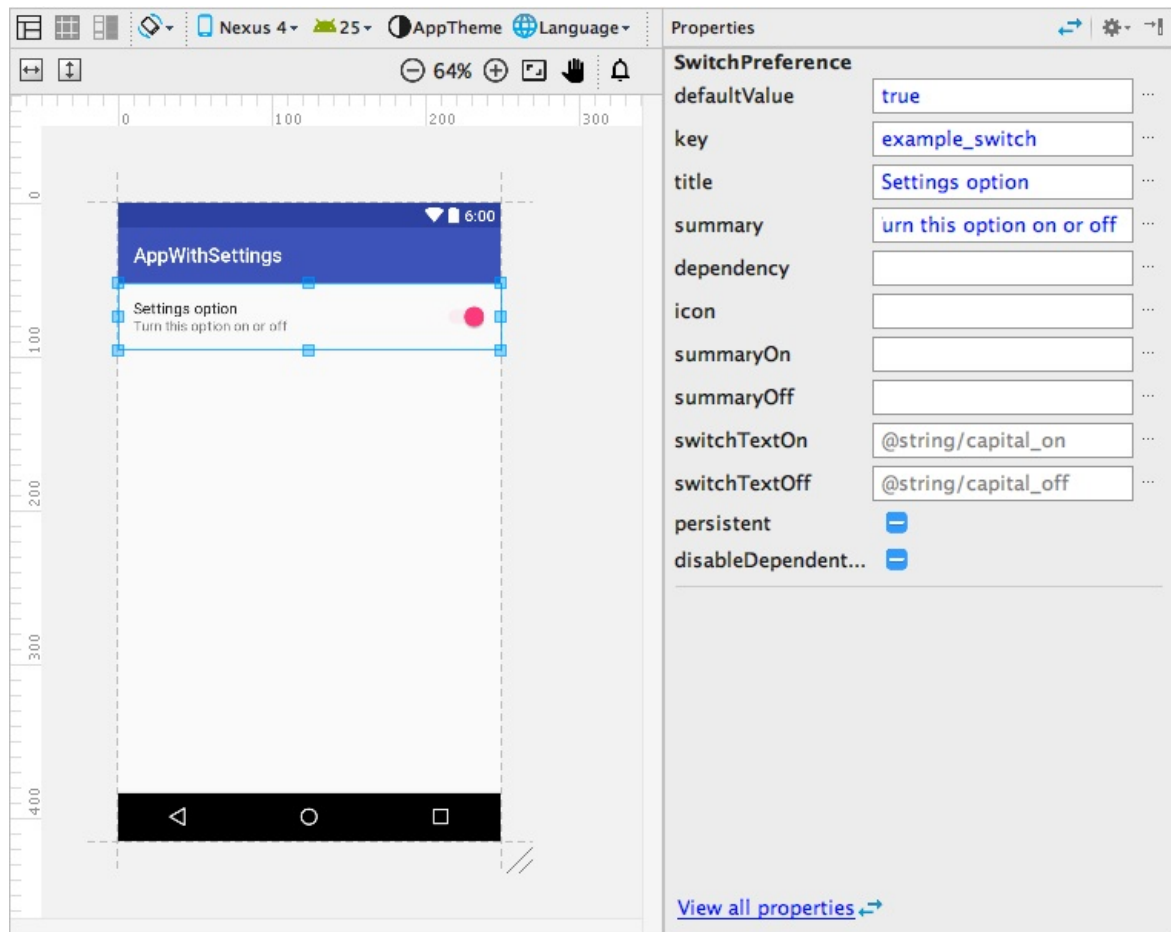 Nexus 4 25 AppTheme Language
64%
0 100 200 300
0
100
200
300
400
6:00
AppWithSettings
Settings option
Turn this option on or off
Properties
SwitchPreference
defaultValue true ...
key example_switch ...
title Settings option ...
summary urn this option on or off ...
dependency ...
icon ...
summaryOn ...
summaryOff ...
switchTextOn @string/capital_on ...
switchTextOff @string/capital_off ...
persistent
disableDependent...
View all properties